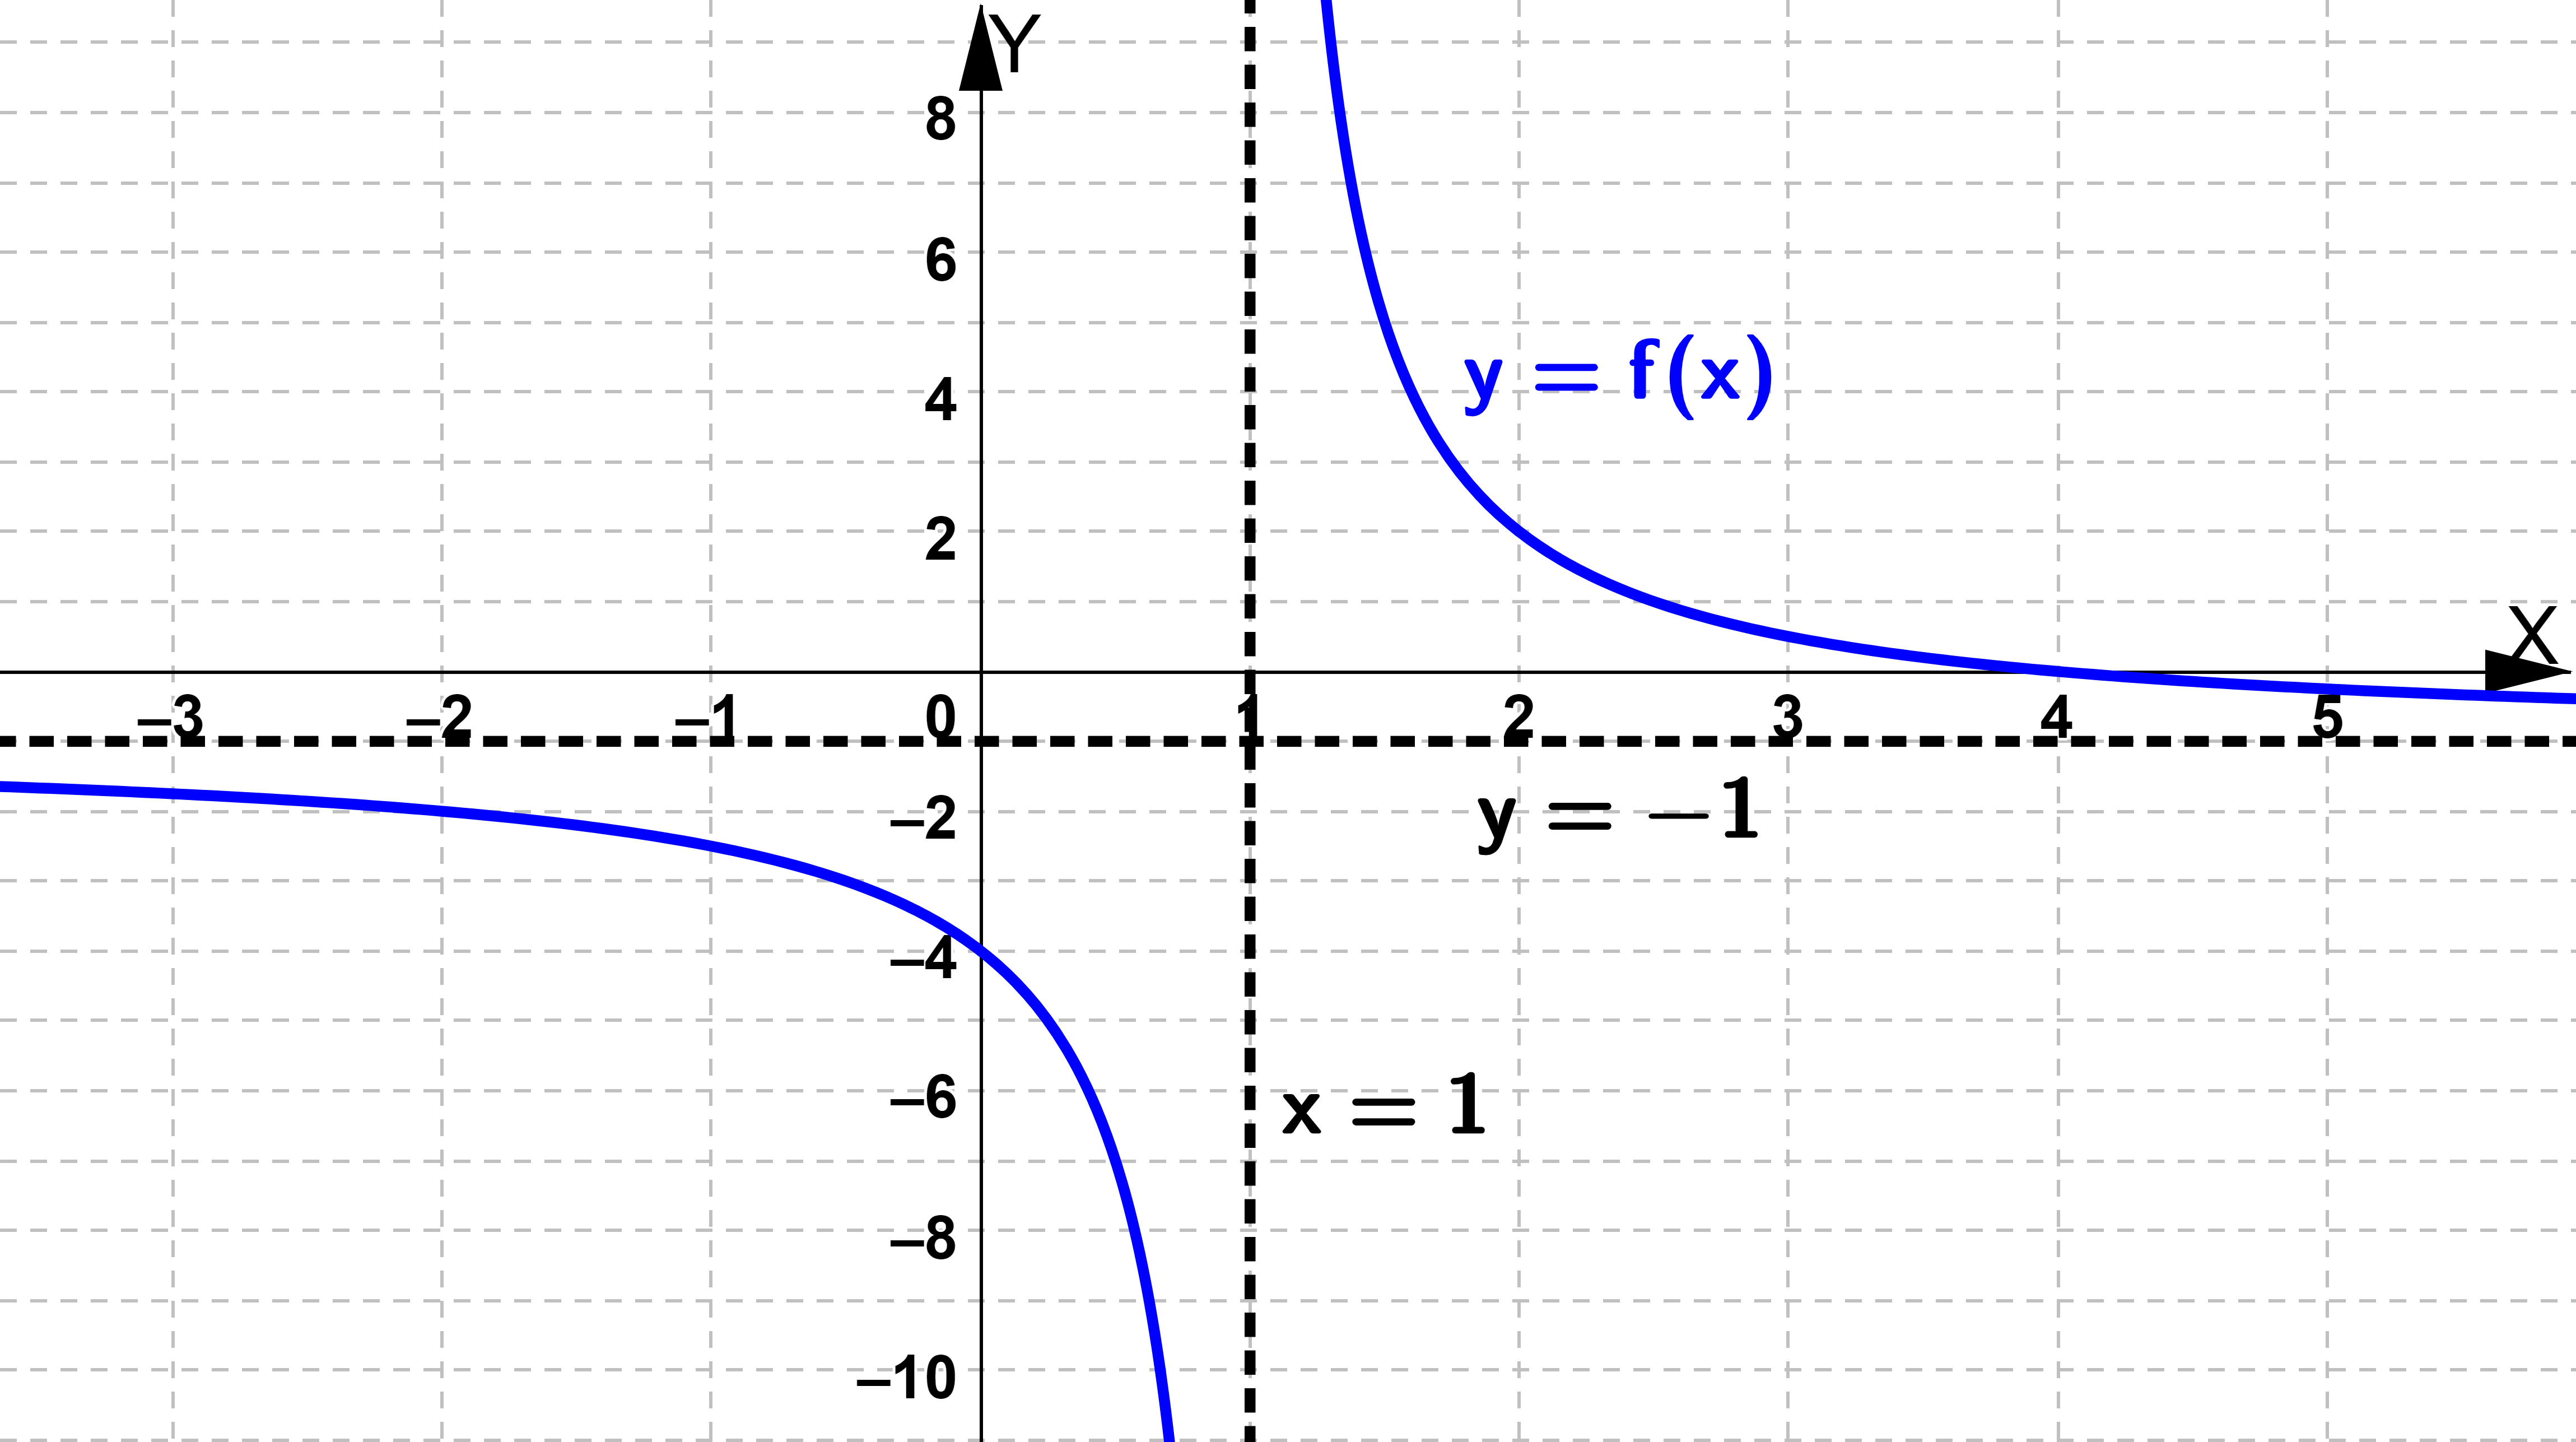 Y
8
6
y = f(x)
4
2
X
–3 –2 –1 0 1 2 3 4 5
–2
y = −1
–4
–6
x = 1
–8
–10